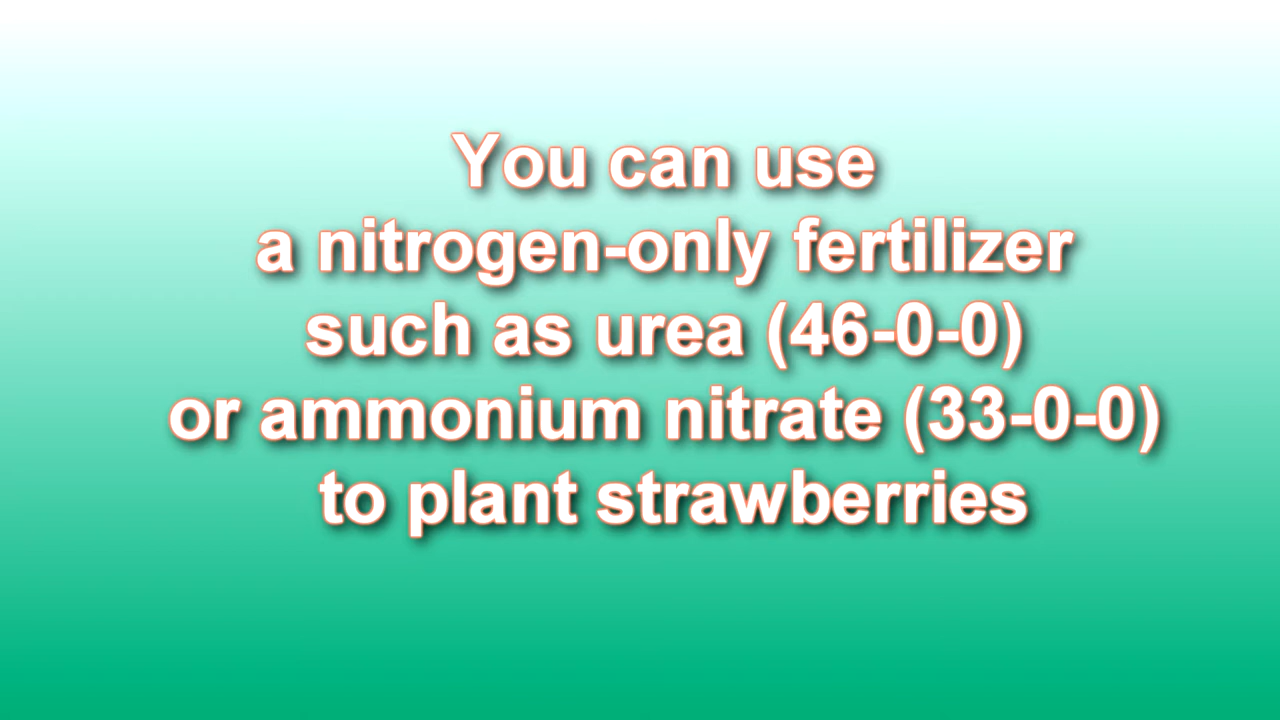 You can use
a nitrogen-only fertilizer
such as urea (46-0-0)
or ammonium nitrate (33-0-0)
to plant strawberries